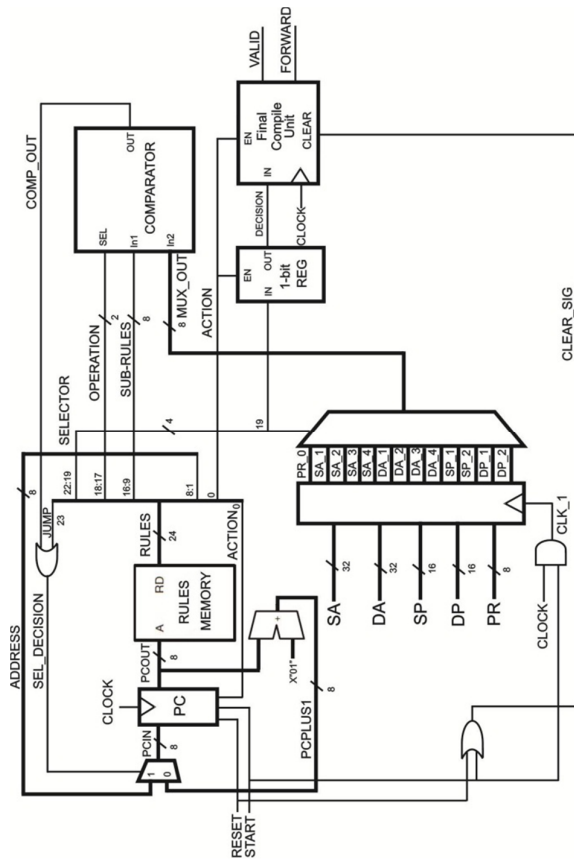 ADDRESS
8
SEL_DECISION
JUMP
23
COMP_OUT
CLOCK
PCIN
8
1
0
PC
PCOUT
8
A
RD
RULES
MEMORY
RULES
24
22:19
18:17
16:9
8:1
0
ACTION
0
SELECTOR
OPERATION
2
SUB-RULES
8
4
19
SEL
In1
In2
OUT
COMPARATOR
8
MUX_OUT
ACTION
X"01"
+
PCPLUS1
8
RESET
START
SA
32
DA
32
SP
16
DP
16
PR
8
PR_0
SA_1
SA_2
SA_3
SA_4
DA_1
DA_2
DA_3
DA_4
SP_1
SP_2
DP_1
DP_2
CLOCK
CLK_1
EN
IN
OUT
1-bit
REG
DECISION
CLOCK
EN
IN
Final
Compile
Unit
CLEAR
VALID
FORWARD
CLEAR_SIG